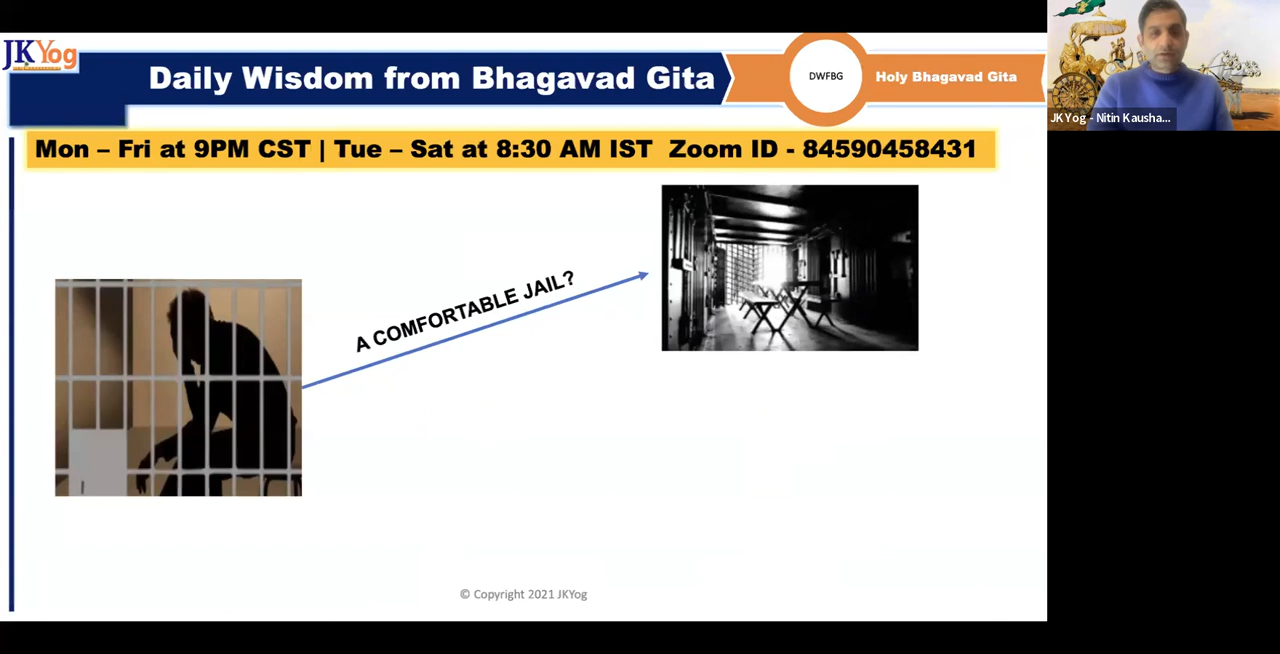 JKYog
Daily Wisdom from Bhagavad Gita
DWFBG
Holy Bhagavad Gita
JKYog - Nitin Kausha...
Mon – Fri at 9PM CST | Tue – Sat at 8:30 AM IST Zoom ID - 84590458431
A COMFORTABLE JAIL?
© Copyright 2021 JKYog